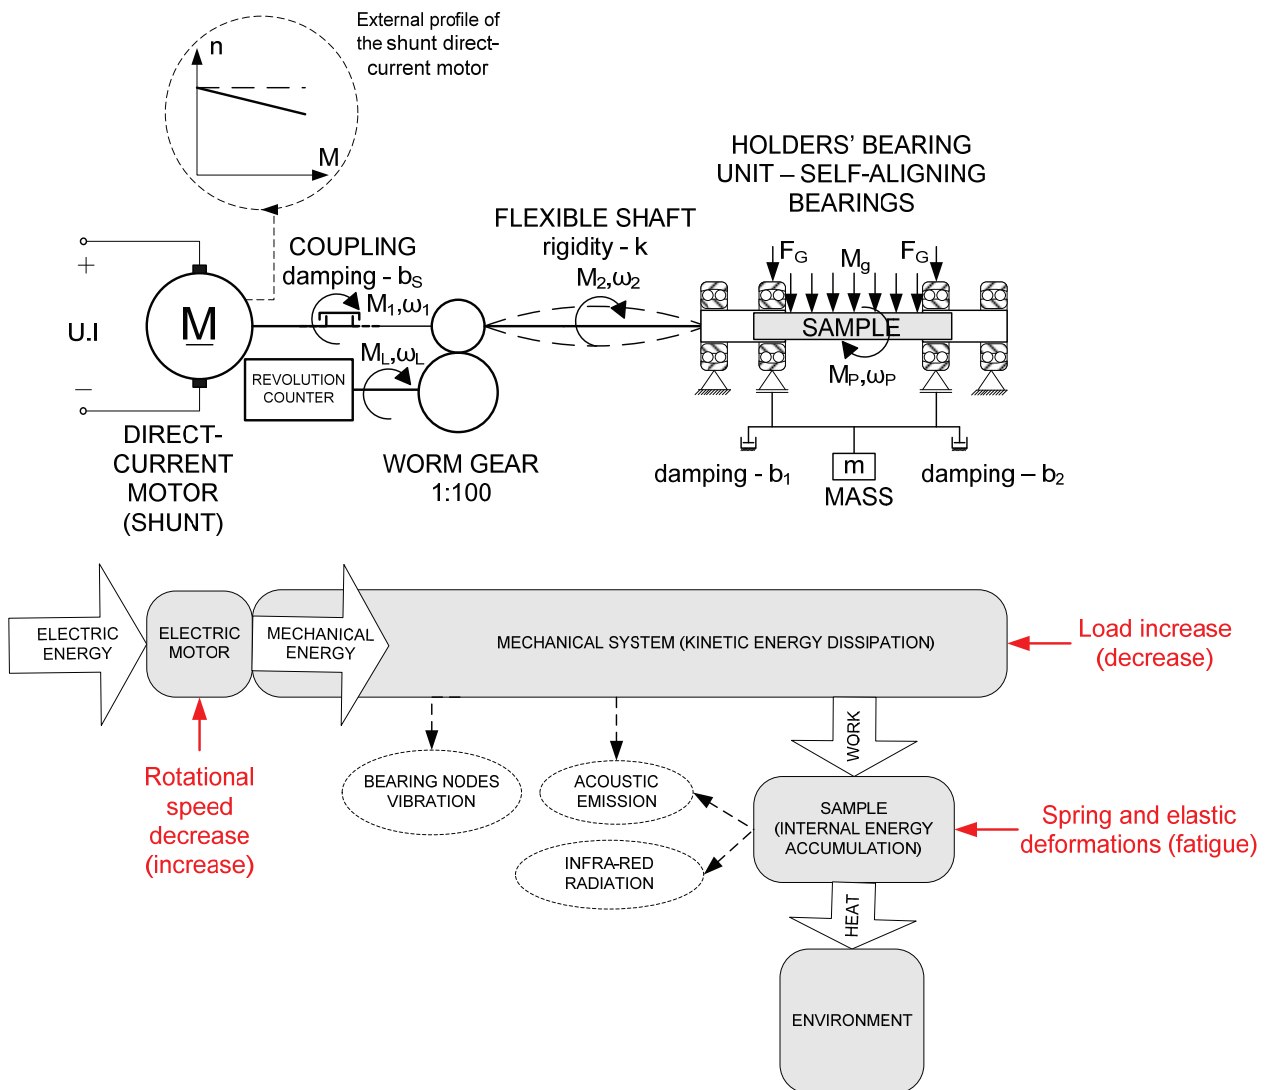 External profile of
the shunt direct-
current motor
n
M
HOLDERS' BEARING
UNIT – SELF-ALIGNING
BEARINGS
FLEXIBLE SHAFT
rigidity - k
COUPLING
damping - bS
M1,ω1
M2,ω2
FG
Mg
FG
+
U.I
–
M
SAMPLE
ML,ωL
MP,ωP
REVOLUTION
COUNTER
DIRECT-
CURRENT
MOTOR
(SHUNT)
WORM GEAR
1:100
damping - b1
m
MASS
damping – b2
ELECTRIC
ENERGY
ELECTRIC
MOTOR
MECHANICAL
ENERGY
MECHANICAL SYSTEM (KINETIC ENERGY DISSIPATION)
Load increase
(decrease)
Rotational
speed
decrease
(increase)
BEARING NODES
VIBRATION
ACOUSTIC
EMISSION
WORK
INFRA-RED
RADIATION
SAMPLE
(INTERNAL ENERGY
ACCUMULATION)
Spring and elastic
deformations (fatigue)
HEAT
ENVIRONMENT